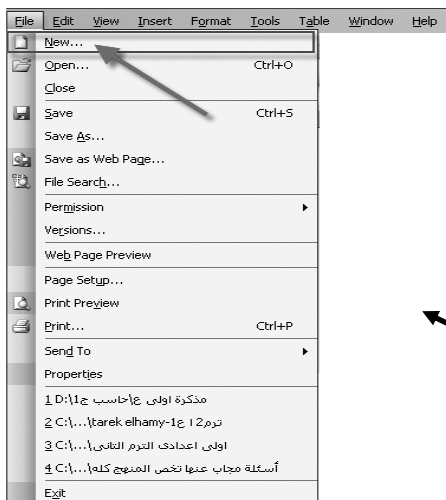 File Edit View Insert Format Tools Table Window Help
New...
Open... Ctrl+O
Close
Save Ctrl+S
Save As...
Save as Web Page...
File Search...
Permission
Versions...
Web Page Preview
Page Setup...
Print Preview
Print... Ctrl+P
Send To
Properties
1 D:\مذكرة اولى ع\حاسب ج1
2 C:\...\tarek elhamy-1ترم2 ا ع
3 C:\...\اولى اعدادى الترم الثانى
4 C:\...\أسئلة مجاب عنها تخص المنهج كله
Exit